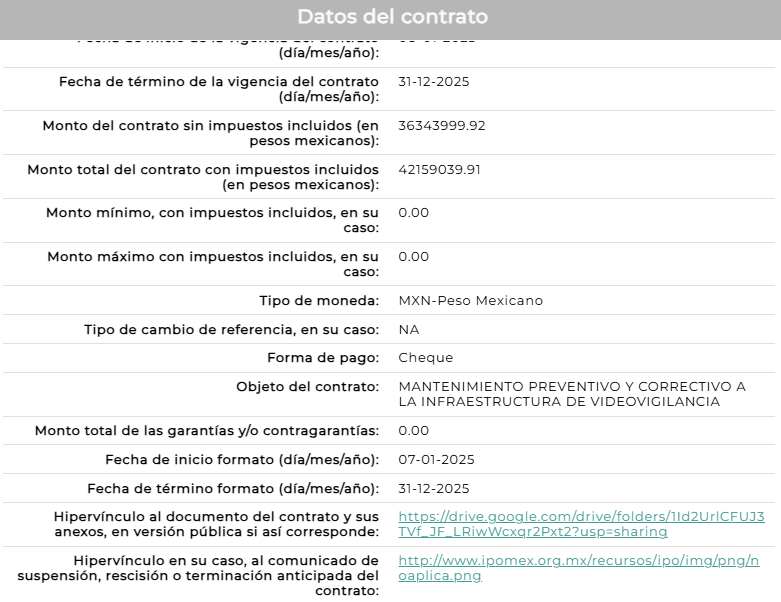 Datos del contrato
(día/mes/año):
Fecha de término de la vigencia del contrato
(día/mes/año):
31-12-2025
Monto del contrato sin impuestos incluidos (en
pesos mexicanos):
36343999.92
Monto total del contrato con impuestos incluidos
(en pesos mexicanos):
42159039.91
Monto mínimo, con impuestos incluidos, en su
caso:
0.00
Monto máximo con impuestos incluidos, en su
caso:
0.00
Tipo de moneda:
MXN-Peso Mexicano
Tipo de cambio de referencia, en su caso:
NA
Forma de pago:
Cheque
Objeto del contrato:
MANTENIMIENTO PREVENTIVO Y CORRECTIVO A
LA INFRAESTRUCTURA DE VIDEOVIGILANCIA
Monto total de las garantías y/o contragarantías:
0.00
Fecha de inicio formato (día/mes/año):
07-01-2025
Fecha de término formato (día/mes/año):
31-12-2025
Hipervínculo al documento del contrato y sus
anexos, en versión pública si así corresponde:
https://drive.google.com/drive/folders/1Id2UrlCFUJ3
TVf_JF_LRiwWcxqr2Pxt2?usp=sharing
Hipervínculo en su caso, al comunicado de
suspensión, rescisión o terminación anticipada del
contrato:
http://www.ipomex.org.mx/recursos/ipo/img/png/n
oaplica.png